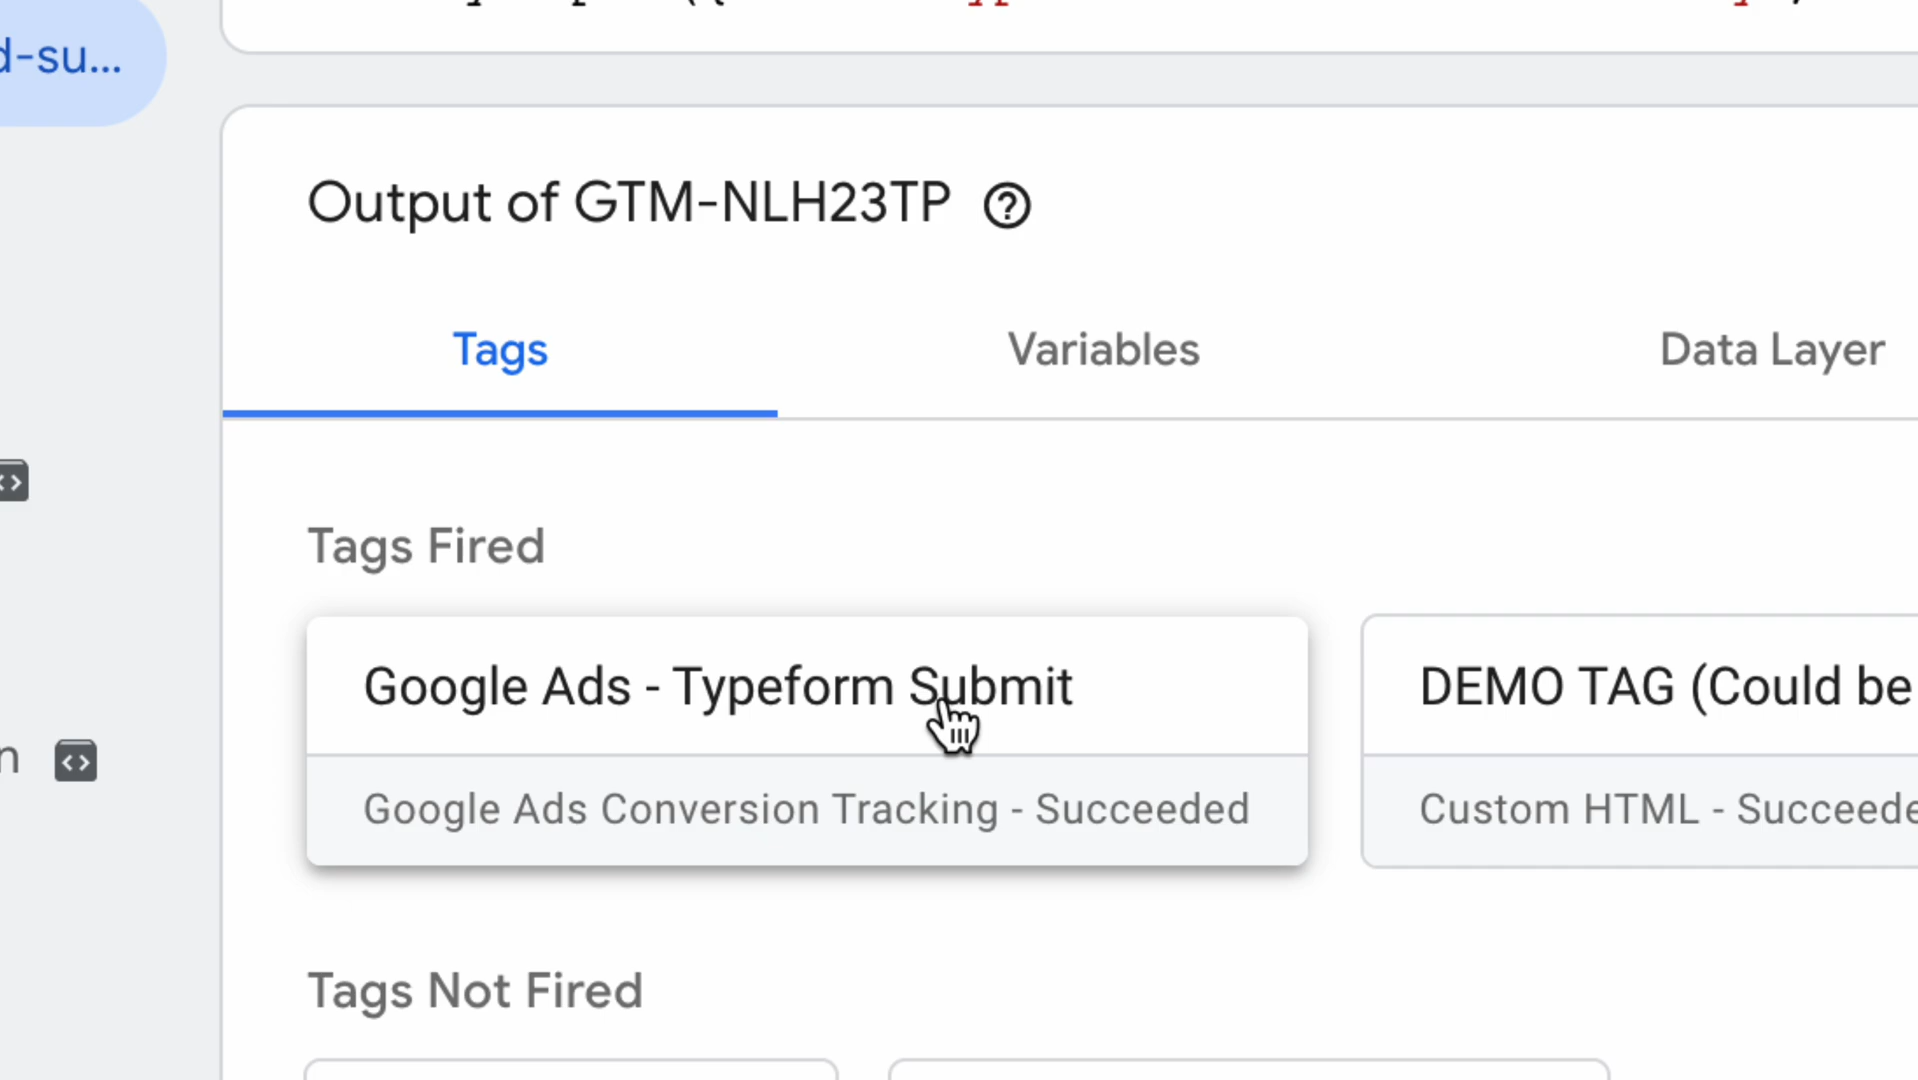 d-su...
Output of GTM-NLH23TP
Tags
Variables
Data Layer
Tags Fired
Google Ads - Typeform Submit
Google Ads Conversion Tracking - Succeeded
DEMO TAG (Could be
Custom HTML - Succeede
n
Tags Not Fired